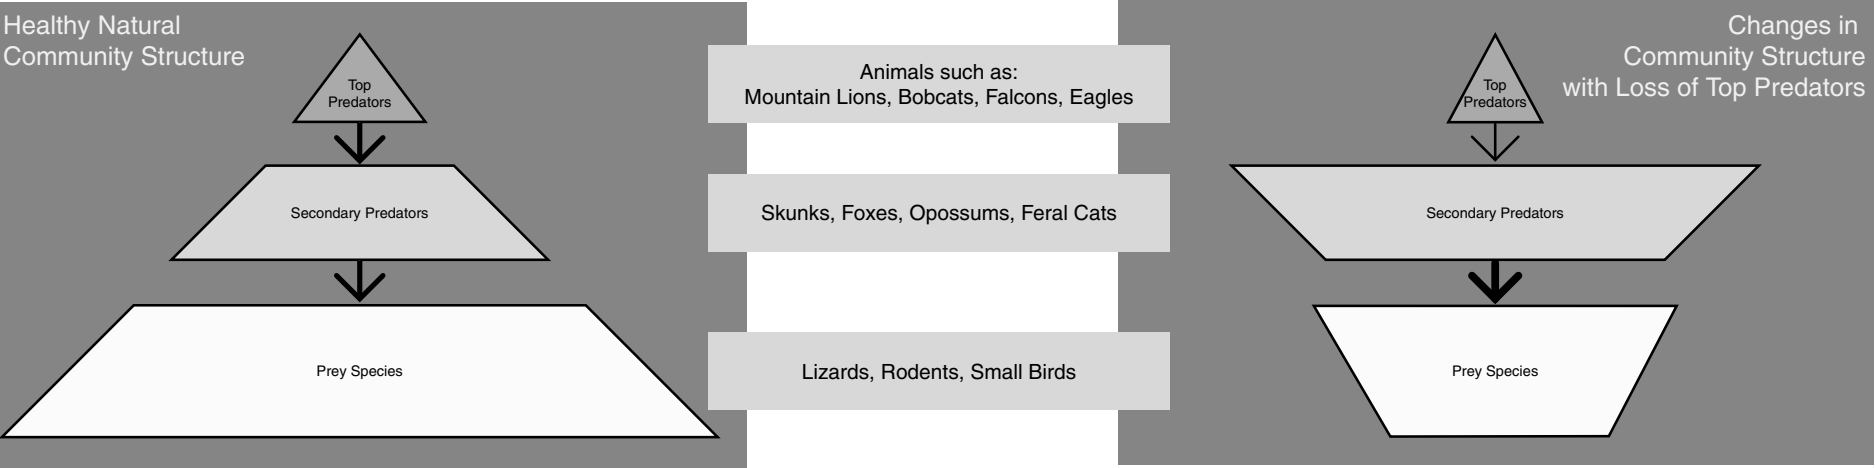 Healthy Natural
Community Structure
Top
Predators
Secondary Predators
Prey Species
Animals such as:
Mountain Lions, Bobcats, Falcons, Eagles
Skunks, Foxes, Opossums, Feral Cats
Lizards, Rodents, Small Birds
Changes in
Community Structure
with Loss of Top Predators
Top
Predators
Secondary Predators
Prey Species